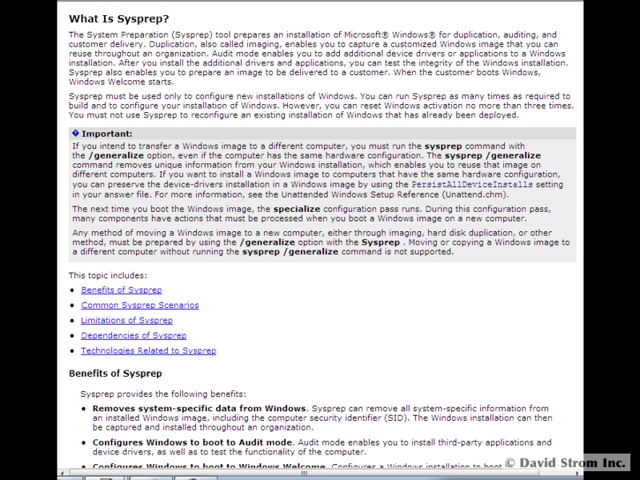 What Is Sysprep?
The System Preparation (Sysprep) tool prepares an installation of Microsoft® Windows® for duplication, auditing, and
customer delivery. Duplication, also called imaging, enables you to capture a customized Windows image that you can
reuse throughout an organization. Audit mode enables you to add additional device drivers or applications to a Windows
installation. After you install the additional drivers and applications, you can test the integrity of the Windows installation.
Sysprep also enables you to prepare an image to be delivered to a customer. When the customer boots Windows,
Windows Welcome starts.
Sysprep must be used only to configure new installations of Windows. You can run Sysprep as many times as required to
build and to configure your installation of Windows. However, you can reset Windows activation no more than three times.
You must not use Sysprep to reconfigure an existing installation of Windows that has already been deployed.
Important:
If you intend to transfer a Windows image to a different computer, you must run the sysprep command with
the /generalize option, even if the computer has the same hardware configuration. The sysprep /generalize
command removes unique information from your Windows installation, which enables you to reuse that image on
different computers. If you want to install a Windows image to computers that have the same hardware configuration,
you can preserve the device-drivers installation in a Windows image by using the PersistAllDeviceInstalls setting
in your answer file. For more information, see the Unattended Windows Setup Reference (Unattend.chm).
The next time you boot the Windows image, the specialize configuration pass runs. During this configuration pass,
many components have actions that must be processed when you boot a Windows image on a new computer.
Any method of moving a Windows image to a new computer, either through imaging, hard disk duplication, or other
method, must be prepared by using the /generalize option with the Sysprep . Moving or copying a Windows image to
a different computer without running the sysprep /generalize command is not supported.
This topic includes:
• Benefits of Sysprep
• Common Sysprep Scenarios
• Limitations of Sysprep
• Dependencies of Sysprep
• Technologies Related to Sysprep
Benefits of Sysprep
Sysprep provides the following benefits:
• Removes system-specific data from Windows. Sysprep can remove all system-specific information from
an installed Windows image, including the computer security identifier (SID). The Windows installation can then
be captured and installed throughout an organization.
• Configures Windows to boot to Audit mode. Audit mode enables you to install third-party applications and
device drivers, as well as to test the functionality of the computer.
• Configures Windows to boot to Windows Welcome. Configures a Windows installation to boot
© David Strom Inc.